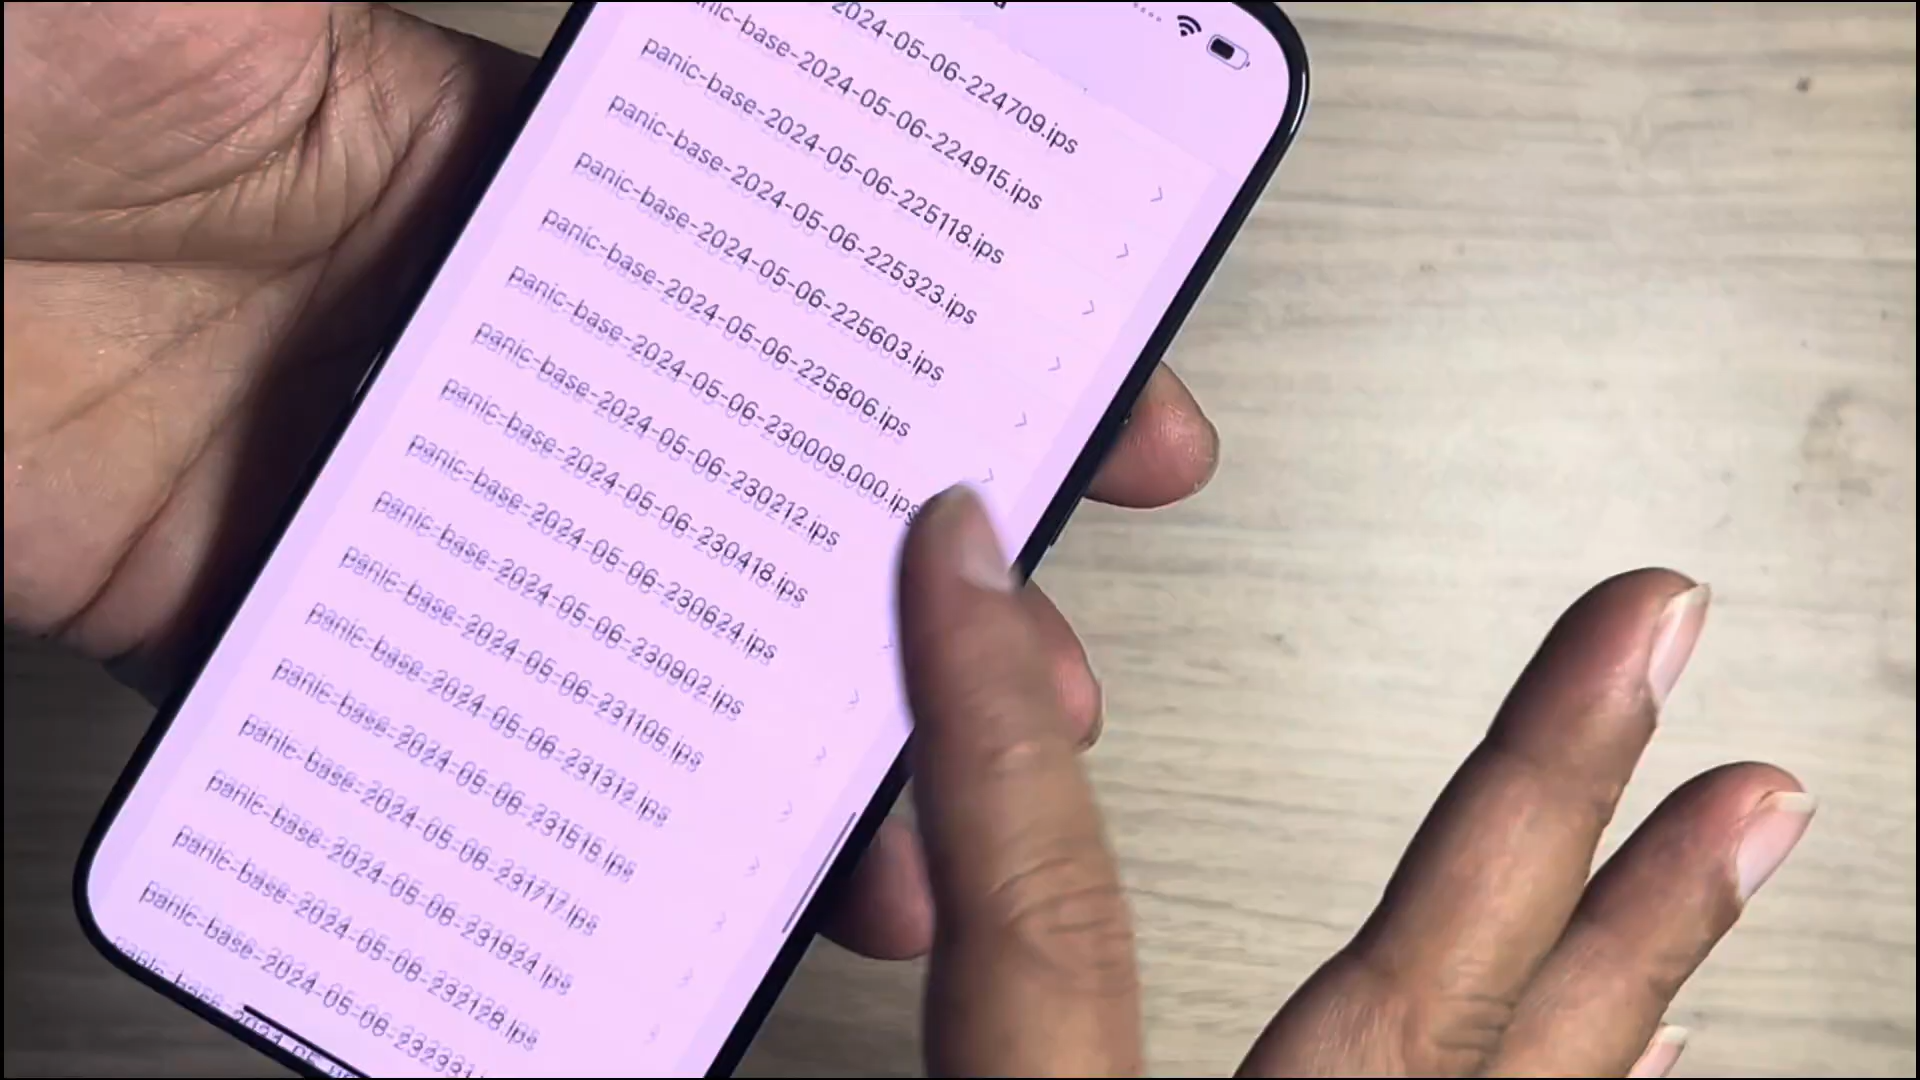 2024-05-06-224709.ips
panic-base-2024-05-06-224915.ips
panic-base-2024-05-06-225118.ips
panic-base-2024-05-06-225323.ips
panic-base-2024-05-06-225603.ips
panic-base-2024-05-06-225806.ips
panic-base-2024-05-06-230009.000.ips
panic-base-2024-05-06-230212.ips
panic-base-2024-05-06-230418.ips
panic-base-2024-05-06-230624.ips
panic-base-2024-05-06-230902.ips
panic-base-2024-05-06-231105.ips
panic-base-2024-05-06-231312.ips
panic-base-2024-05-06-231515.ips
panic-base-2024-05-06-231717.ips
panic-base-2024-05-06-231924.ips
panic-base-2024-05-06-232128.ips